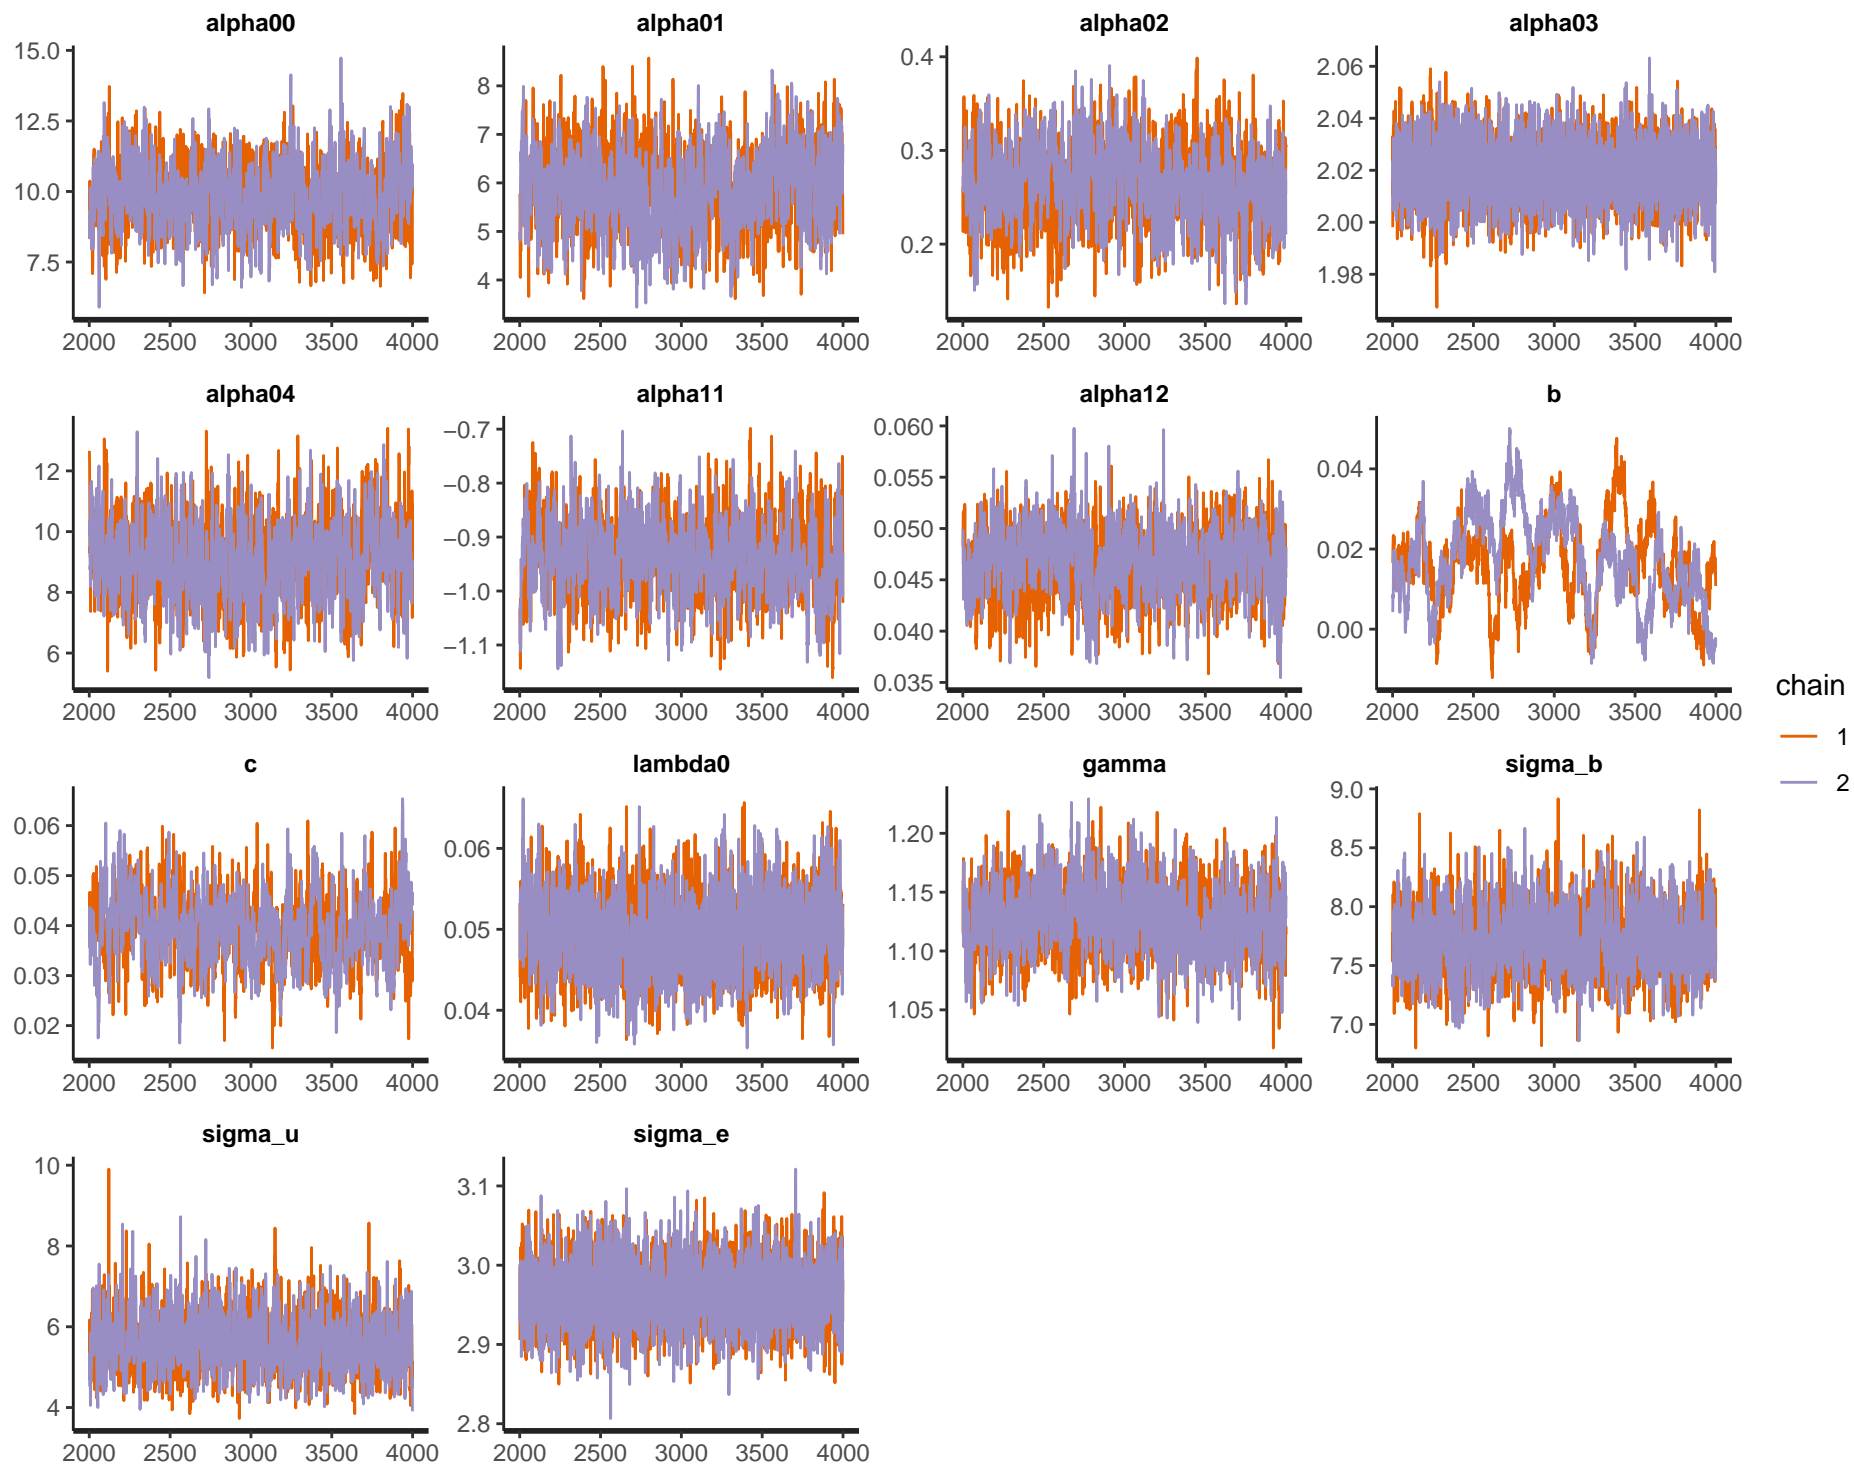 alpha00 alpha01 alpha02 alpha03
15.0 12.5 10.0 7.5
8 7 6 5 4
0.4 0.3 0.2
2.06 2.04 2.02 2.00 1.98
2000 2500 3000 3500 4000 2000 2500 3000 3500 4000 2000 2500 3000 3500 4000 2000 2500 3000 3500 4000
alpha04 alpha11 alpha12 b
12 10 8 6
−0.7 −0.8 −0.9 −1.0 −1.1
0.060 0.055 0.050 0.045 0.040 0.035
0.04 0.02 0.00
2000 2500 3000 3500 4000 2000 2500 3000 3500 4000 2000 2500 3000 3500 4000 2000 2500 3000 3500 4000
chain
1
2
c lambda0 gamma sigma_b
0.06 0.05 0.04 0.03 0.02
0.06 0.05 0.04
1.20 1.15 1.10 1.05
9.0 8.5 8.0 7.5 7.0
2000 2500 3000 3500 4000 2000 2500 3000 3500 4000 2000 2500 3000 3500 4000 2000 2500 3000 3500 4000
sigma_u sigma_e
10 8 6 4
3.1 3.0 2.9 2.8
2000 2500 3000 3500 4000 2000 2500 3000 3500 4000